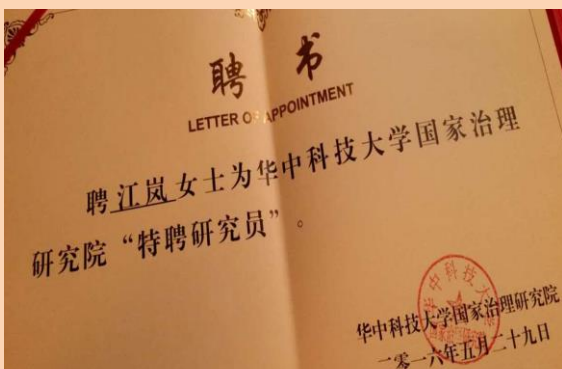 聘 书
LETTER OF APPOINTMENT
聘 江岚 女士为华中科技大学国家治理
研究院“特聘研究员”。
华中科技大学国家治理研究院
二零一六年五月二十九日